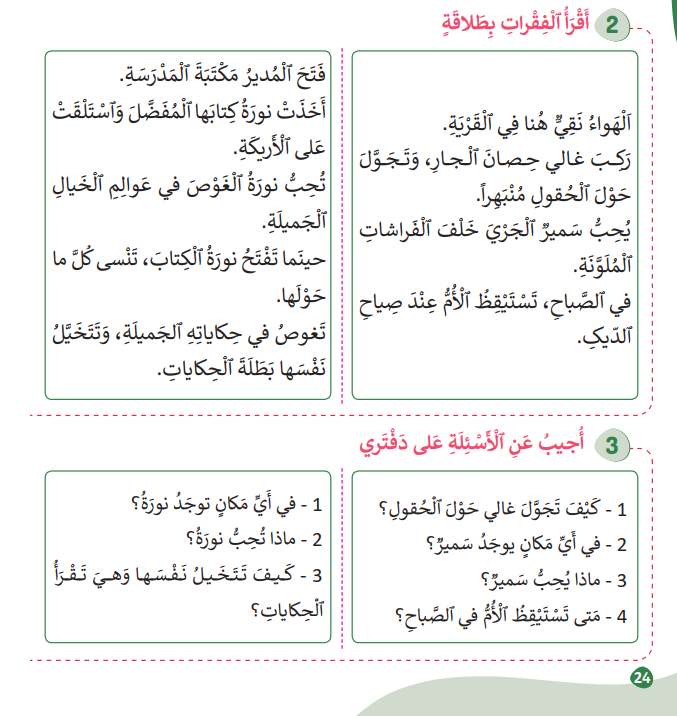 2 أَقْرَأُ ٱلْفِقْراتِ بِطَلاقَةٍ
اَلْهَواءُ نَقِيٌّ هُنا فِي ٱلْقَرْيَةِ.
رَكِبَ غالي حِصانَ ٱلْجارِ، وَتَجَوَّلَ
حَوْلَ ٱلْحُقولِ مُنْبَهِراً.
يُحِبُّ سَميرٌ ٱلْجَرْيَ خَلْفَ ٱلْفَراشاتِ
ٱلْمُلَوَّنَةِ.
في ٱلصَّباحِ، تَسْتَيْقِظُ ٱلْأُمُّ عِنْدَ صِياحِ
ٱلدّيكِ.
فَتَحَ ٱلْمُديرُ مَكْتَبَةَ ٱلْمَدْرَسَةِ.
أَخَذَتْ نورَةُ كِتابَها ٱلْمُفَضَّلَ وَٱسْتَلْقَتْ
عَلى ٱلْأَريكَةِ.
تُحِبُّ نورَةُ ٱلْغَوْصَ في عَوالِمِ ٱلْخَيالِ
ٱلْجَميلَةِ.
حينَما تَفْتَحُ نورَةُ ٱلْكِتابَ، تَنْسى كُلَّ ما
حَوْلَها.
تَغوصُ في حِكاياتِهِ ٱلجَميلَةِ، وَتَتَخَيَّلُ
نَفْسَها بَطَلَةَ ٱلْحِكاياتِ.
3 أُجيبُ عَنِ ٱلْأَسْئِلَةِ عَلى دَفْتَري
1 - كَيْفَ تَجَوَّلَ غالي حَوْلَ ٱلْحُقولِ؟
2 - في أَيِّ مَكانٍ يوجَدُ سَميرٌ؟
3 - ماذا يُحِبُّ سَميرٌ؟
4 - مَتى تَسْتَيْقِظُ ٱلْأُمُّ في ٱلصَّباحِ؟
1 - في أَيِّ مَكانٍ توجَدُ نورَةُ؟
2 - ماذا تُحِبُّ نورَةُ؟
3 - كَيفَ تَتَخَيلُ نَفْسَها وَهيَ تَقْرَأُ
ٱلْحِكاياتِ؟
24